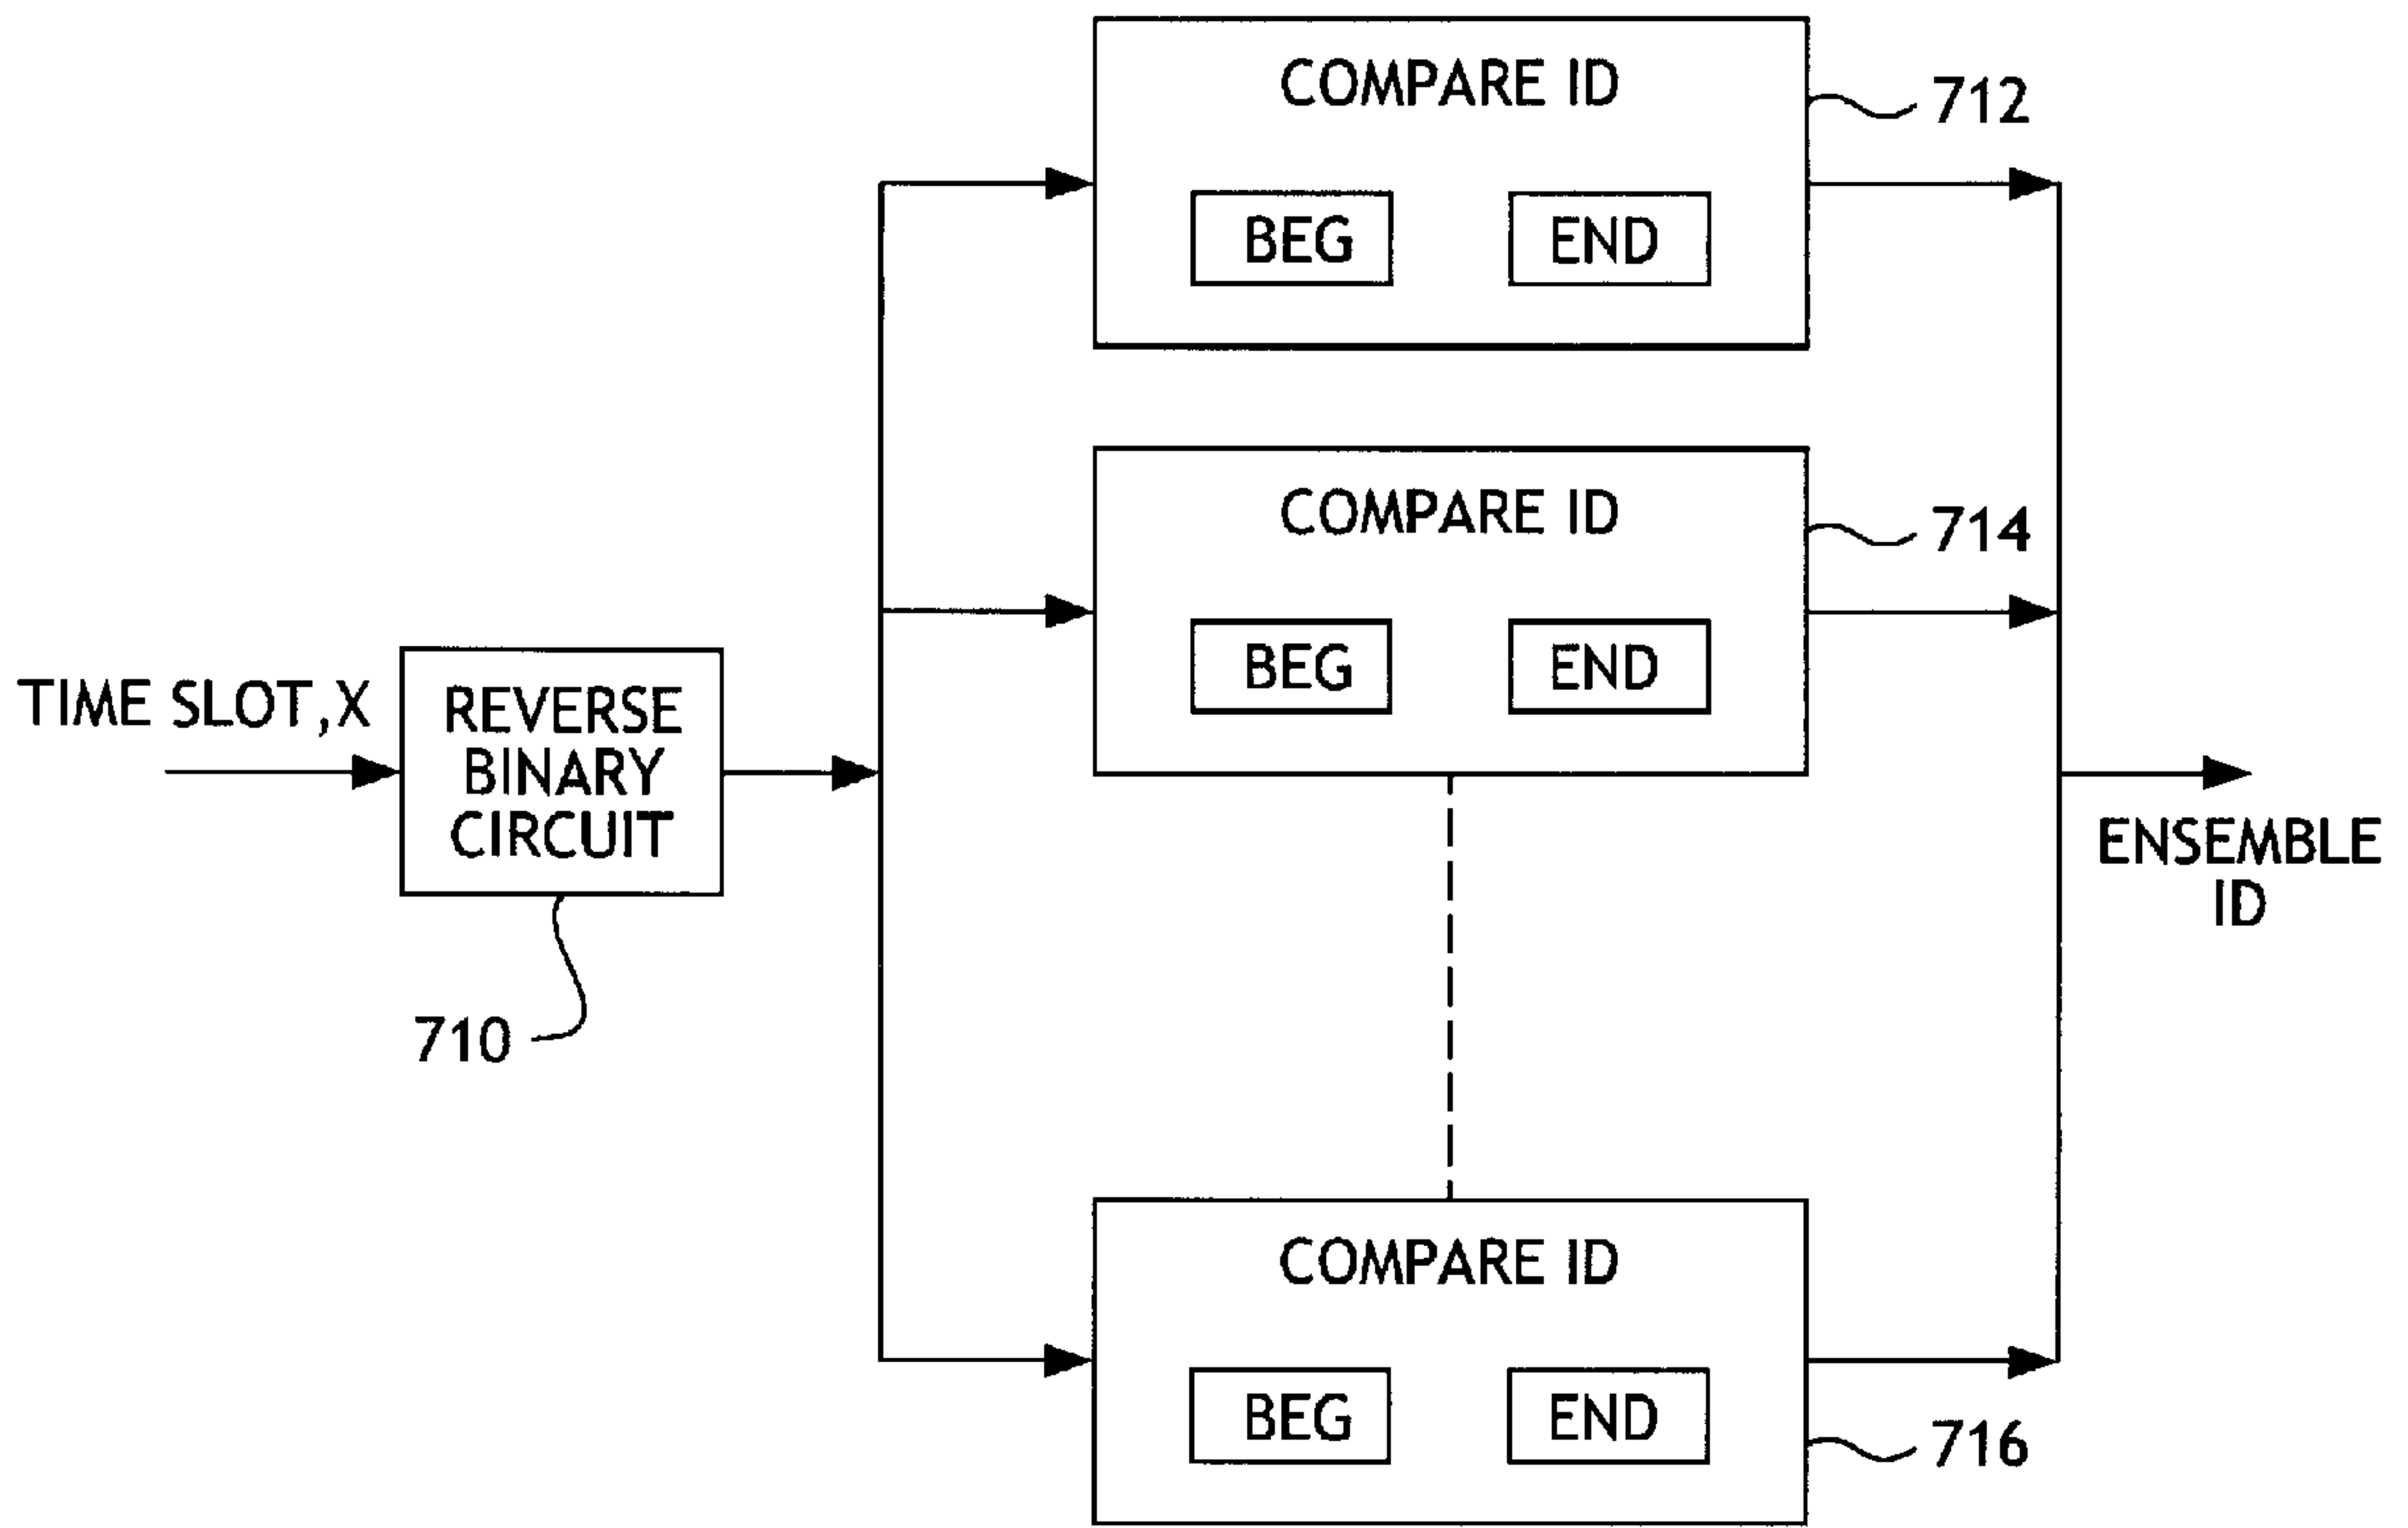 COMPARE ID
712
BEG
END
COMPARE ID
714
BEG
END
TIME SLOT,X
REVERSE
BINARY
CIRCUIT
710
ENSEMBLE
ID
COMPARE ID
BEG
END
716